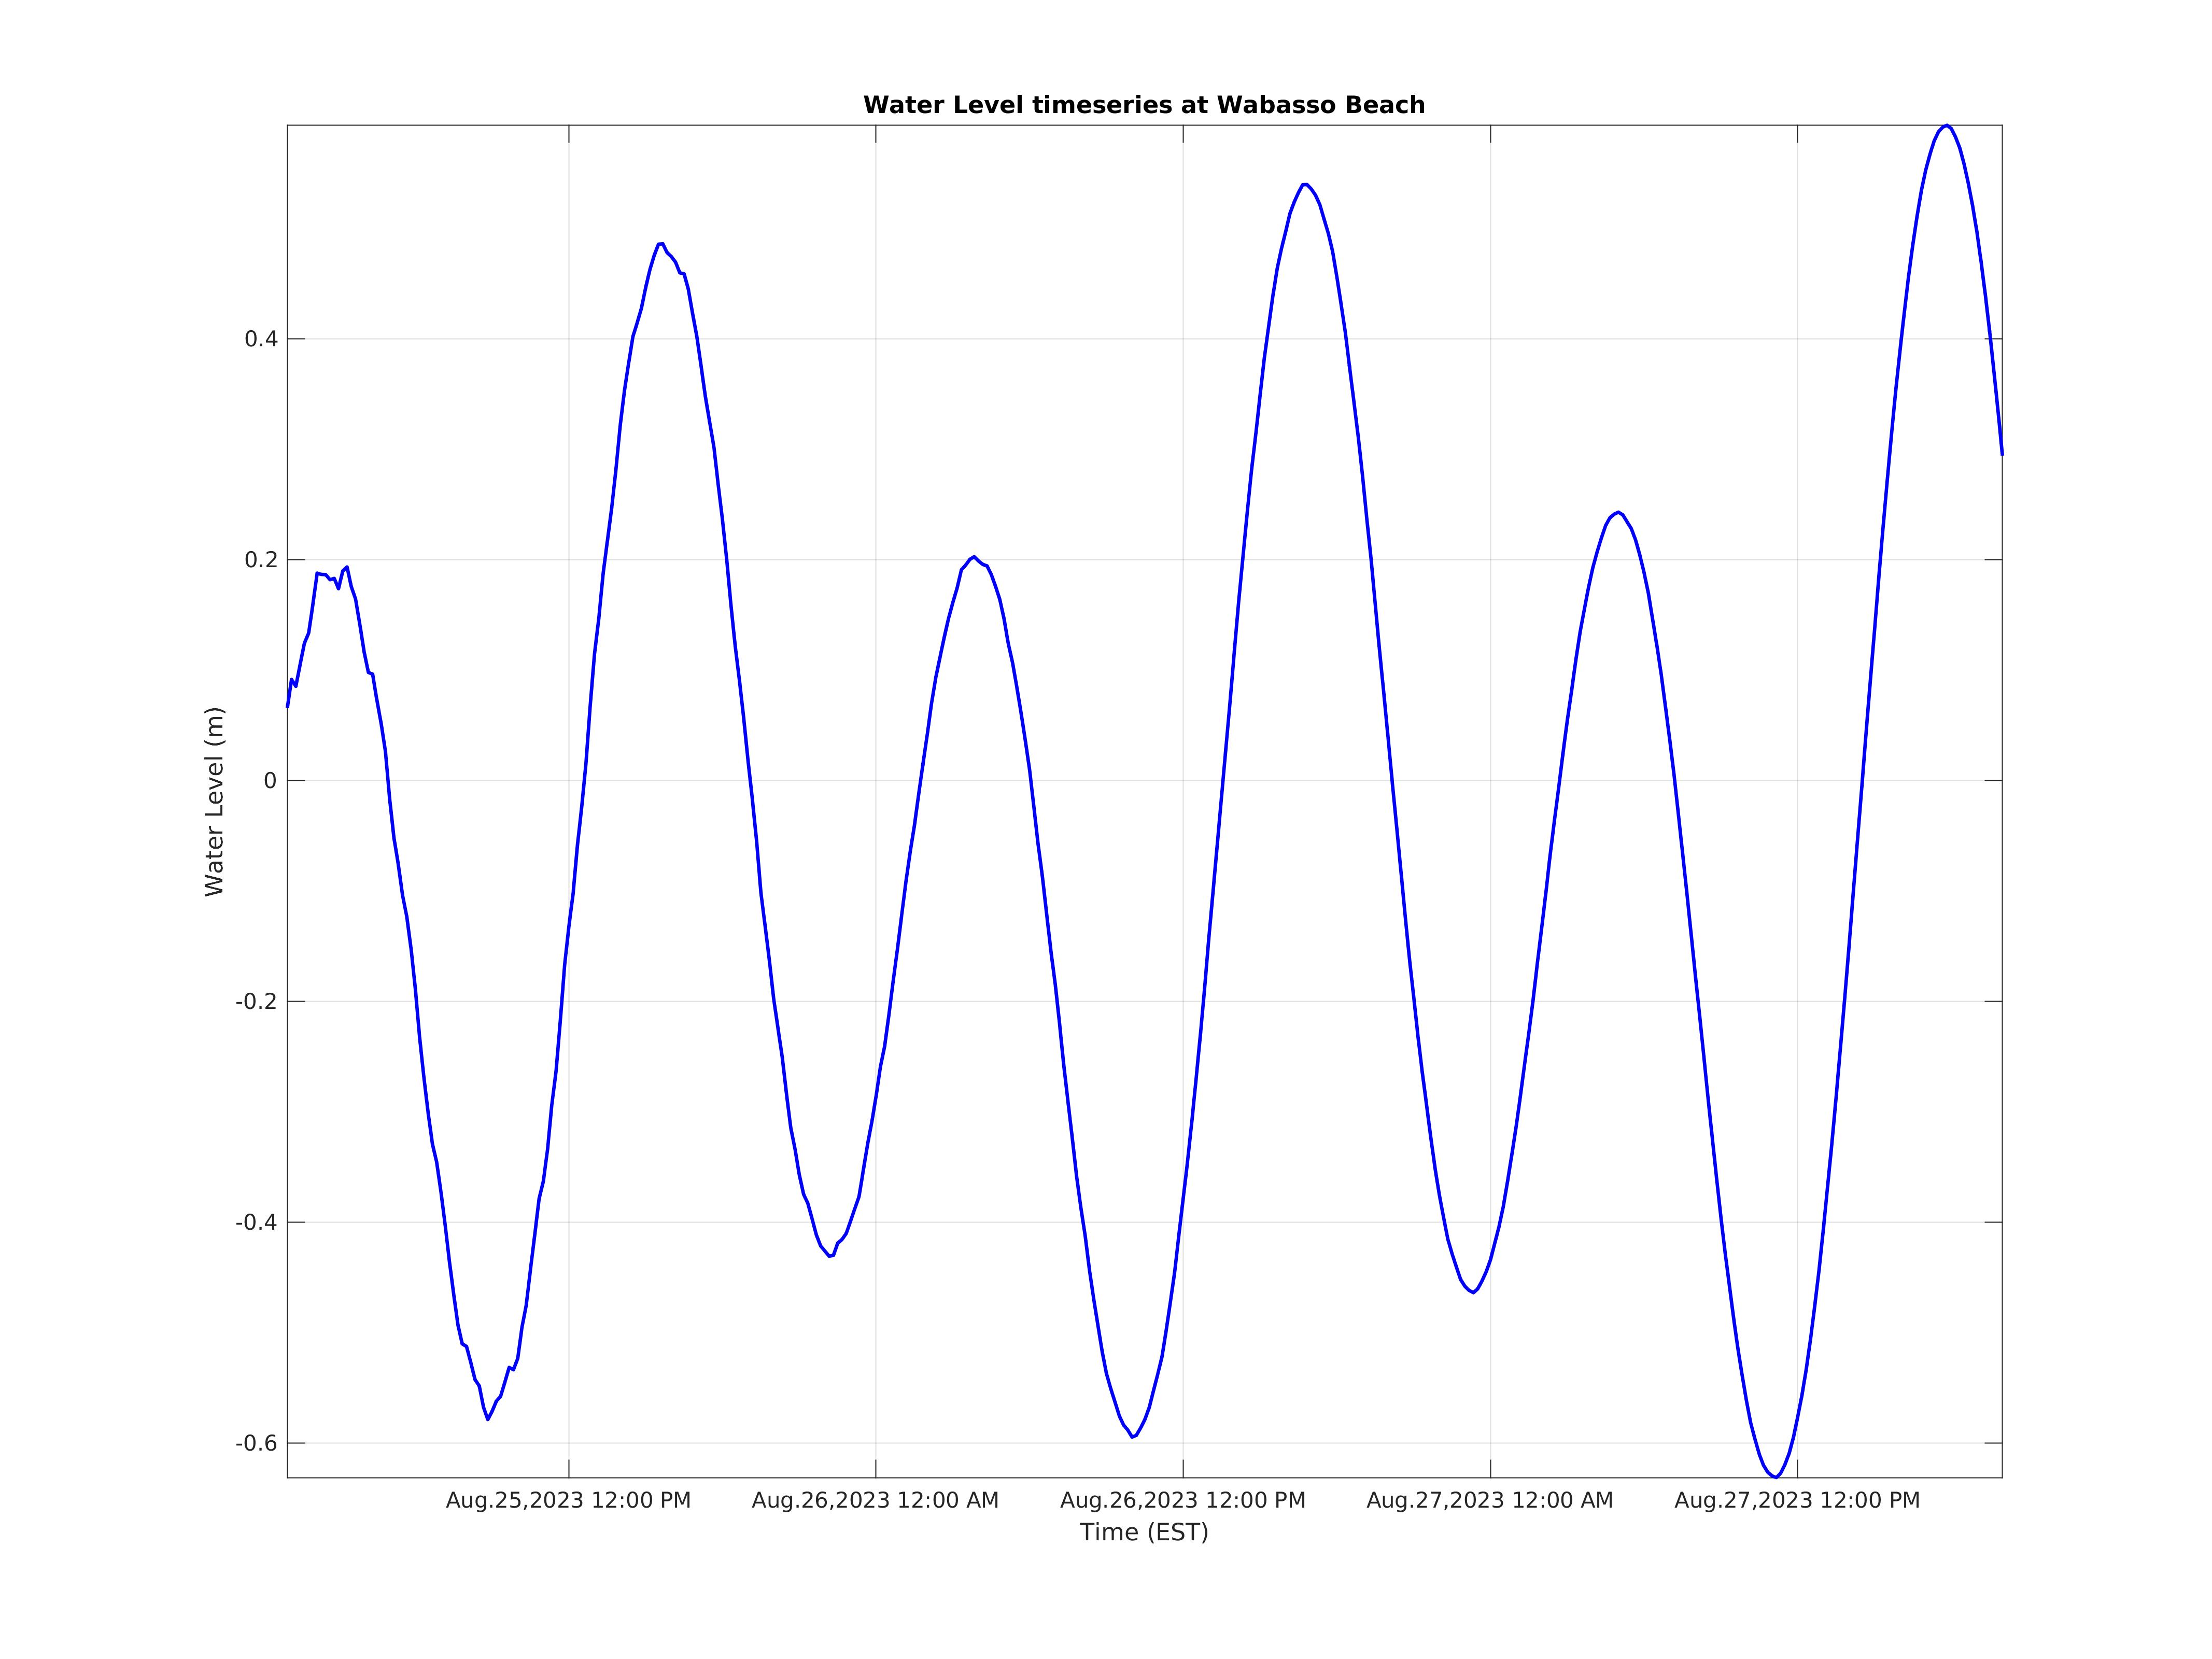 Water Level timeseries at Wabasso Beach
0.4
0.2
0
-0.2
-0.4
-0.6
Water Level (m)
Aug.25,2023 12:00 PM
Aug.26,2023 12:00 AM
Aug.26,2023 12:00 PM
Aug.27,2023 12:00 AM
Aug.27,2023 12:00 PM
Time (EST)